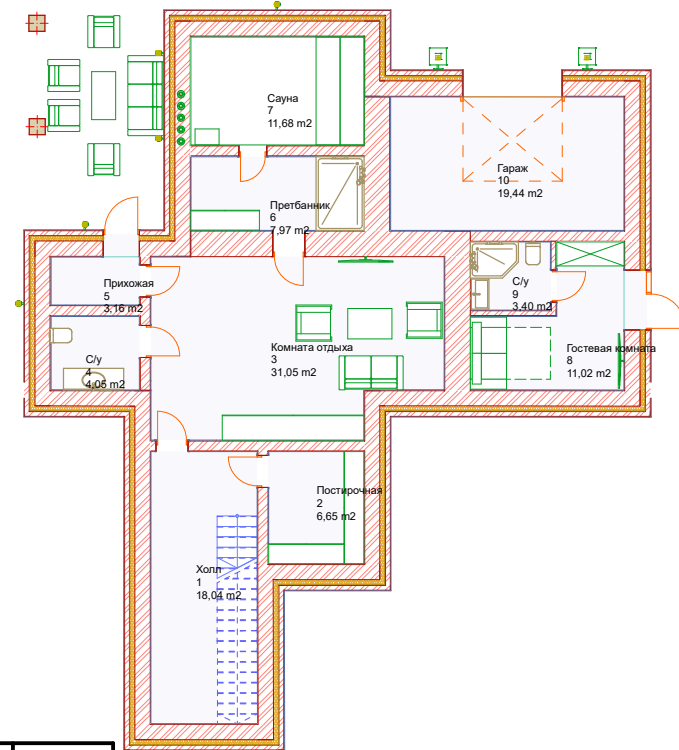 Сауна
7
11,68 m2
Гараж
10
19,44 m2
Претбанник
6
7,97 m2
Прихожая
5
3,16 m2
С/у
9
3,40 m2
Комната отдыха
3
31,05 m2
Гостевая комната
8
11,02 m2
С/у
4
4,05 m2
Постирочная
2
6,65 m2
Холл
1
18,04 m2